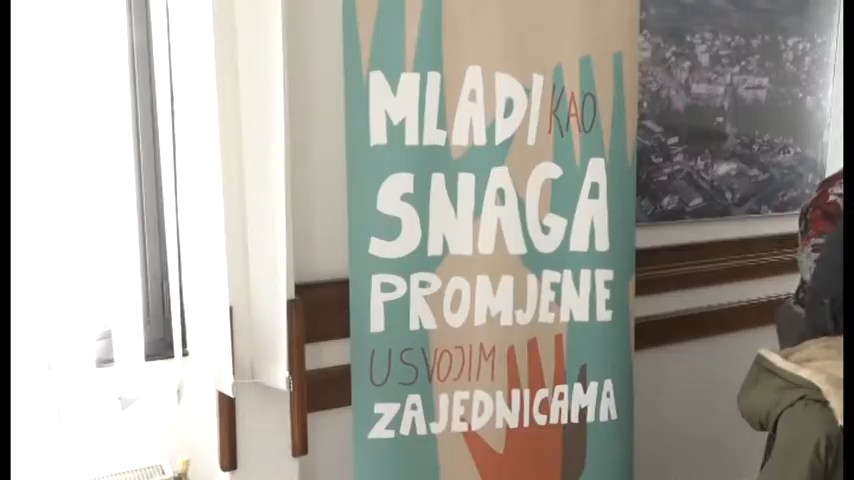 MLADI KAO
SNAGA
PROMJENE
U SVOJIM
ZAJEDNICAMA